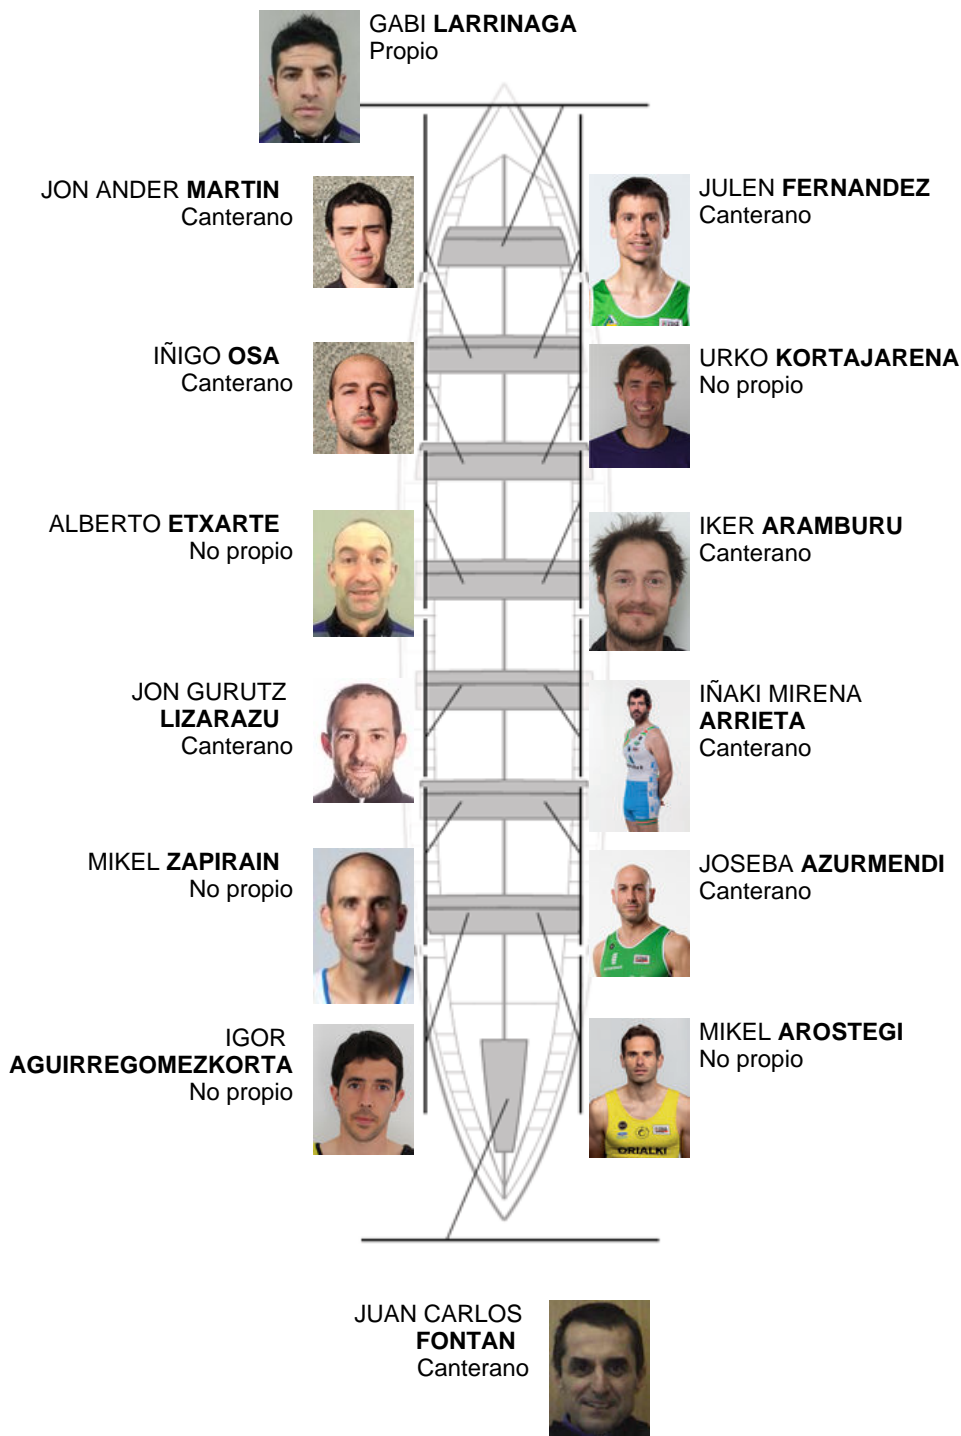 GABI LARRINAGA
Propio
JON ANDER MARTIN
Canterano
JULEN FERNANDEZ
Canterano
IÑIGO OSA
Canterano
URKO KORTAJARENA
No propio
ALBERTO ETXARTE
No propio
IKER ARAMBURU
Canterano
JON GURUTZ
LIZARAZU
Canterano
IÑAKI MIRENA
ARRIETA
Canterano
MIKEL ZAPIRAIN
No propio
JOSEBA AZURMENDI
Canterano
IGOR
AGUIRREGOMEZKORTA
No propio
MIKEL AROSTEGI
No propio
ORIALKI
JUAN CARLOS
FONTAN
Canterano